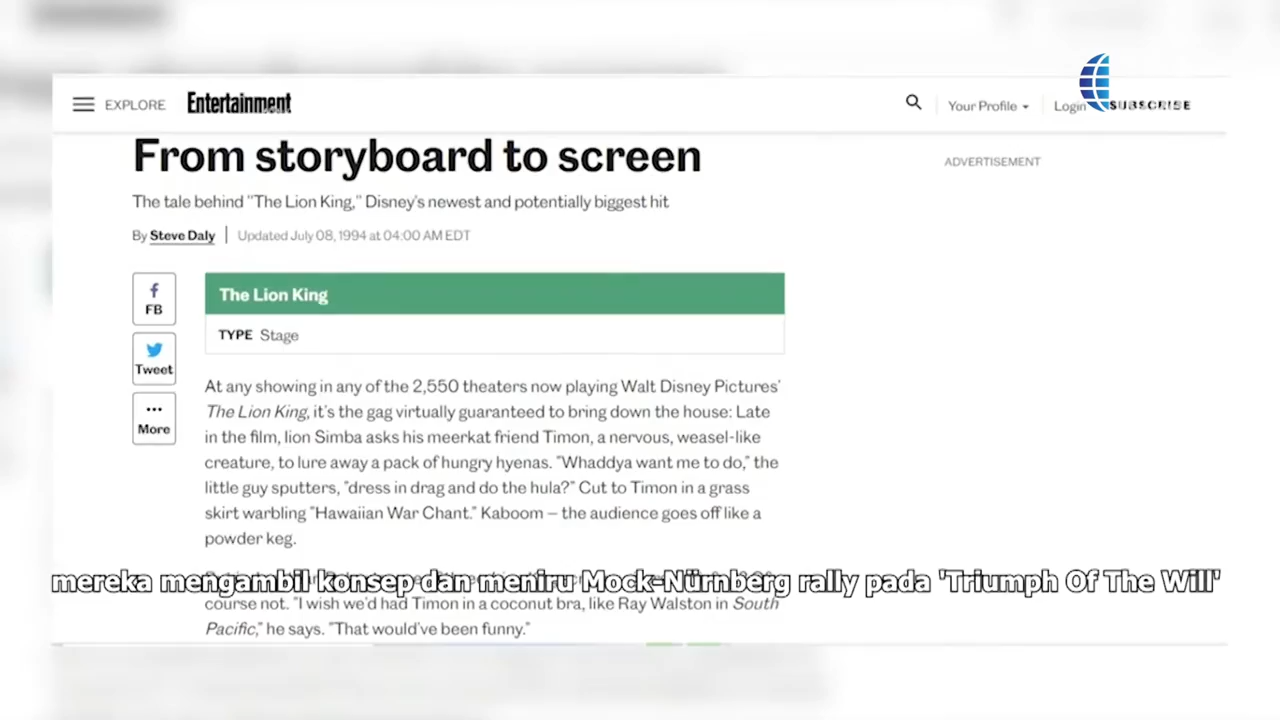 EXPLORE
Entertainment
Your Profile
Login
SUBSCRISE
From storyboard to screen
ADVERTISEMENT
The tale behind "The Lion King," Disney's newest and potentially biggest hit
By Steve Daly | Updated July 08, 1994 at 04:00 AM EDT
FB
Tweet
More
The Lion King
TYPE Stage
At any showing in any of the 2,550 theaters now playing Walt Disney Pictures'
The Lion King, it's the gag virtually guaranteed to bring down the house: Late
in the film, lion Simba asks his meerkat friend Timon, a nervous, weasel-like
creature, to lure away a pack of hungry hyenas. "Whaddya want me to do," the
little guy sputters, "dress in drag and do the hula?" Cut to Timon in a grass
skirt warbling "Hawaiian War Chant." Kaboom — the audience goes off like a
powder keg.
mereka mengambil konsep dan meniru Mock-Nürnberg rally pada 'Triumph Of The Will'
course not. "I wish we'd had Timon in a coconut bra, like Ray Walston in South
Pacific," he says. "That would've been funny."